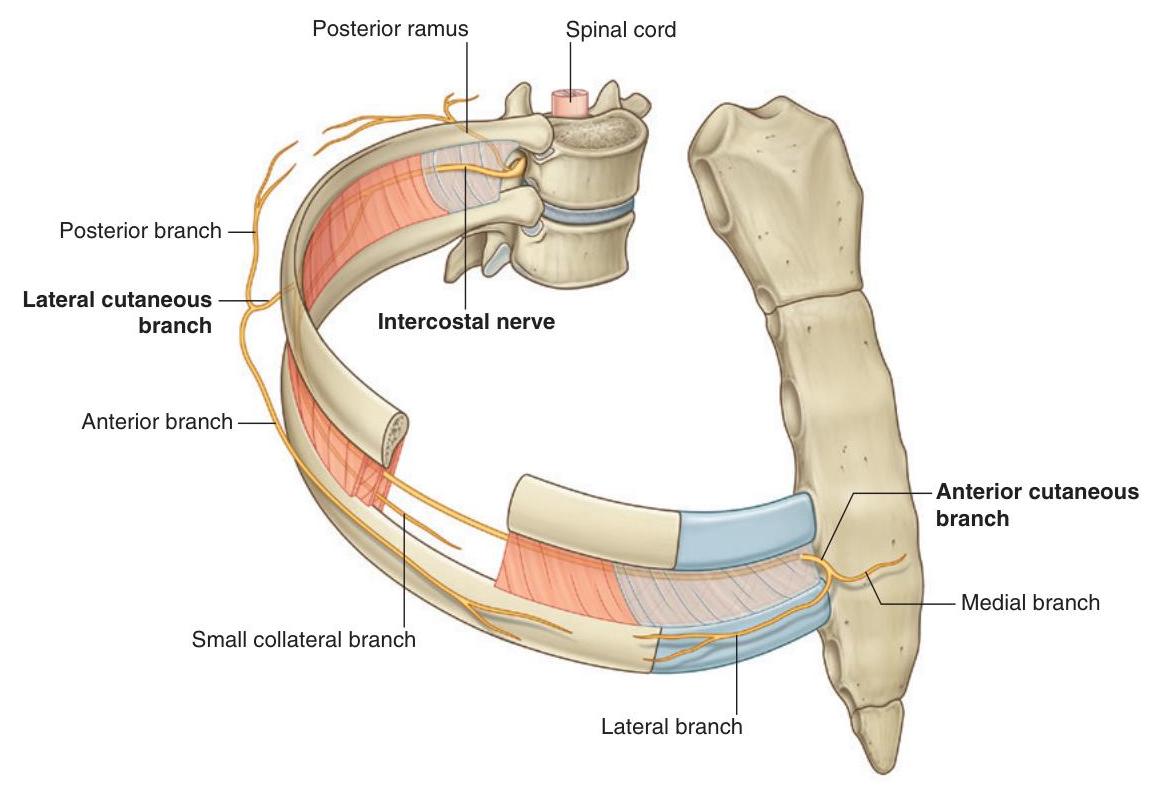 Posterior ramus
Spinal cord
Posterior branch
Lateral cutaneous
branch
Intercostal nerve
Anterior branch
Anterior cutaneous
branch
Medial branch
Small collateral branch
Lateral branch